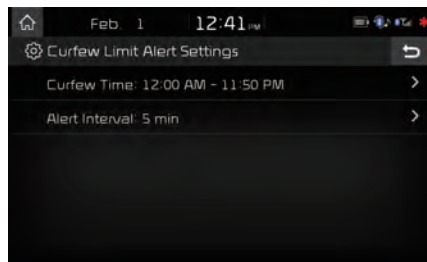 Feb. 1 12:41 PM
Curfew Limit Alert Settings
Curfew Time: 12:00 AM - 11:50 PM
Alert Interval: 5 min